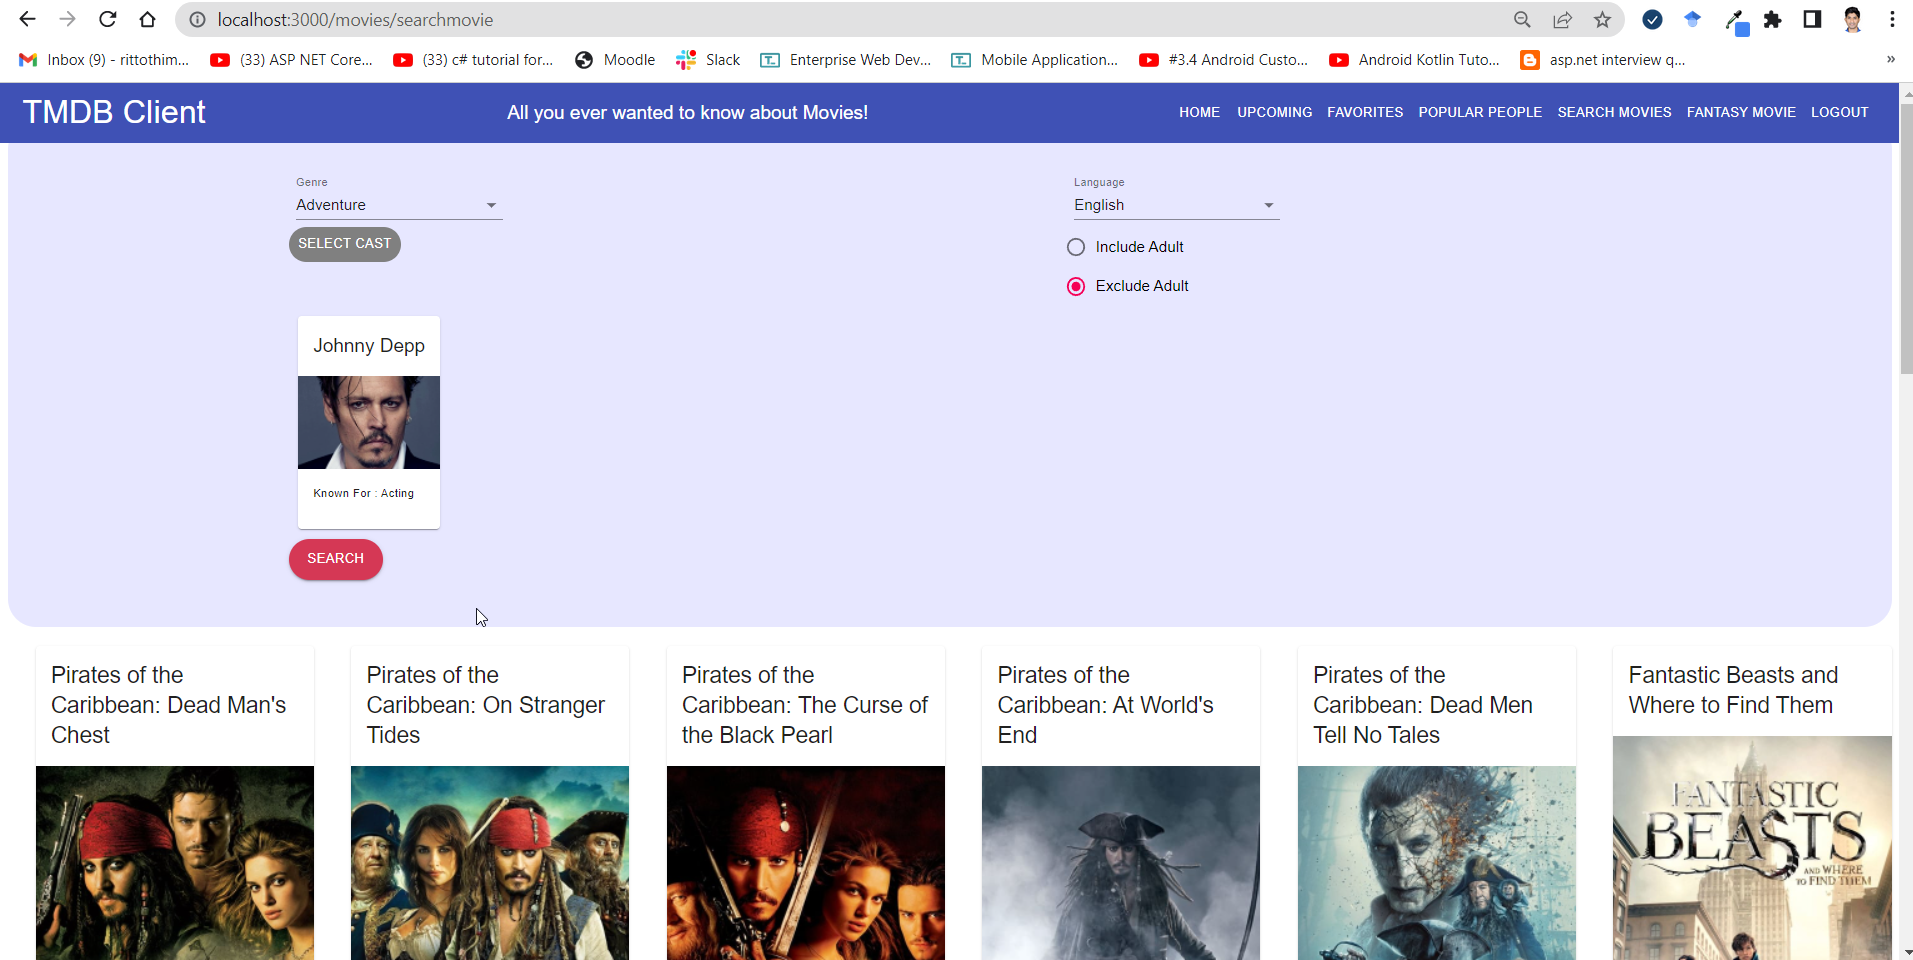 localhost:3000/movies/searchmovie
Inbox (9) - rittothim... (33) ASP NET Core... (33) c# tutorial for... Moodle Slack Enterprise Web Dev... Mobile Application... #3.4 Android Custo... Android Kotlin Tuto... asp.net interview q... »
TMDB Client All you ever wanted to know about Movies! HOME UPCOMING FAVORITES POPULAR PEOPLE SEARCH MOVIES FANTASY MOVIE LOGOUT
Genre
Adventure
SELECT CAST
Language
English
Include Adult
Exclude Adult
Johnny Depp
Known For : Acting
SEARCH
Pirates of the
Caribbean: Dead Man's
Chest
Pirates of the
Caribbean: On Stranger
Tides
Pirates of the
Caribbean: The Curse of
the Black Pearl
Pirates of the
Caribbean: At World's
End
Pirates of the
Caribbean: Dead Men
Tell No Tales
Fantastic Beasts and
Where to Find Them
FANTASTIC
BEASTS
AND WHERE
TO FIND THEM